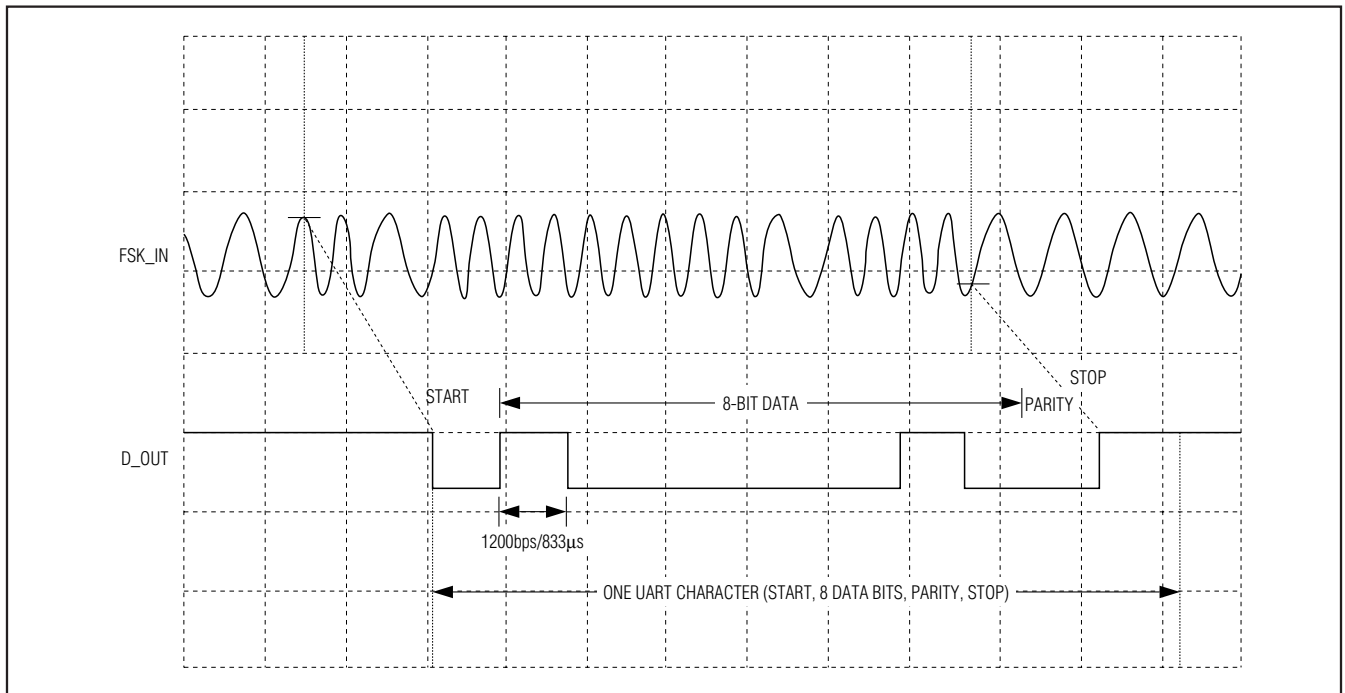 FSK_IN
START
STOP
8-BIT DATA
PARITY
D_OUT
1200bps/833μs
ONE UART CHARACTER (START, 8 DATA BITS, PARITY, STOP)